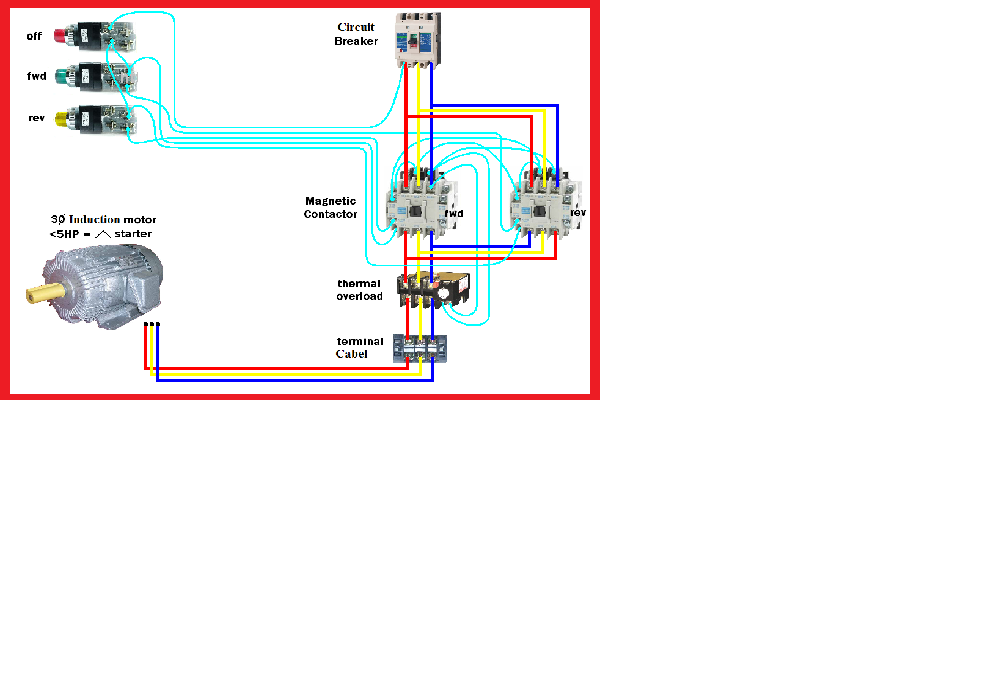 off
fwd
rev
Circuit
Breaker
Magnetic
Contactor
fwd
rev
3Ø Induction motor
<5HP = starter
thermal
overload
terminal
Cabel